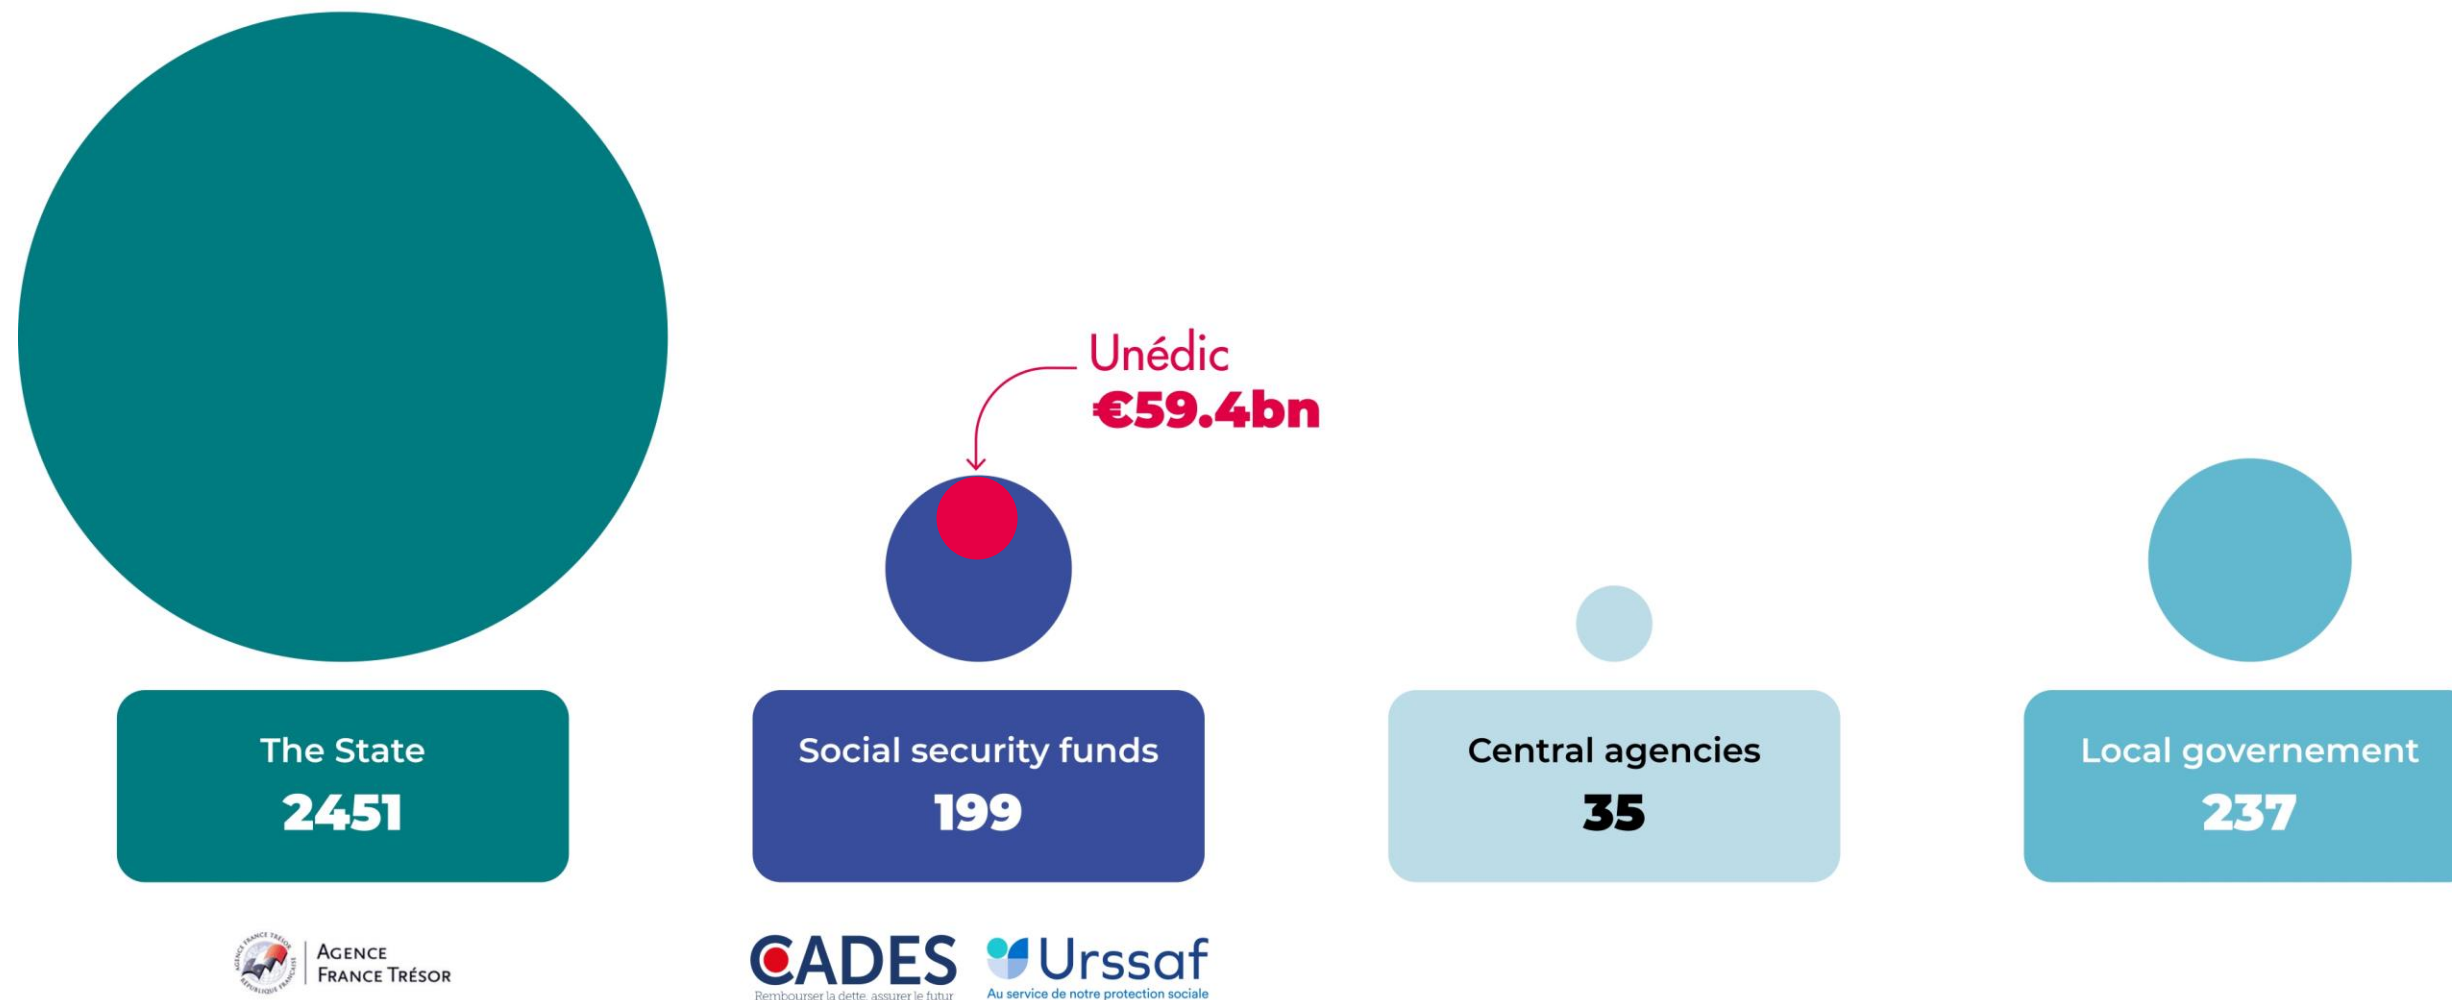 Unédic
€59.4bn
The State
2451
Social security funds
199
Central agencies
35
Local governement
237
AGENCE
FRANCE TRÉSOR
CADES
Rembourser la dette, assurer le futur
Urssaf
Au service de notre protection sociale